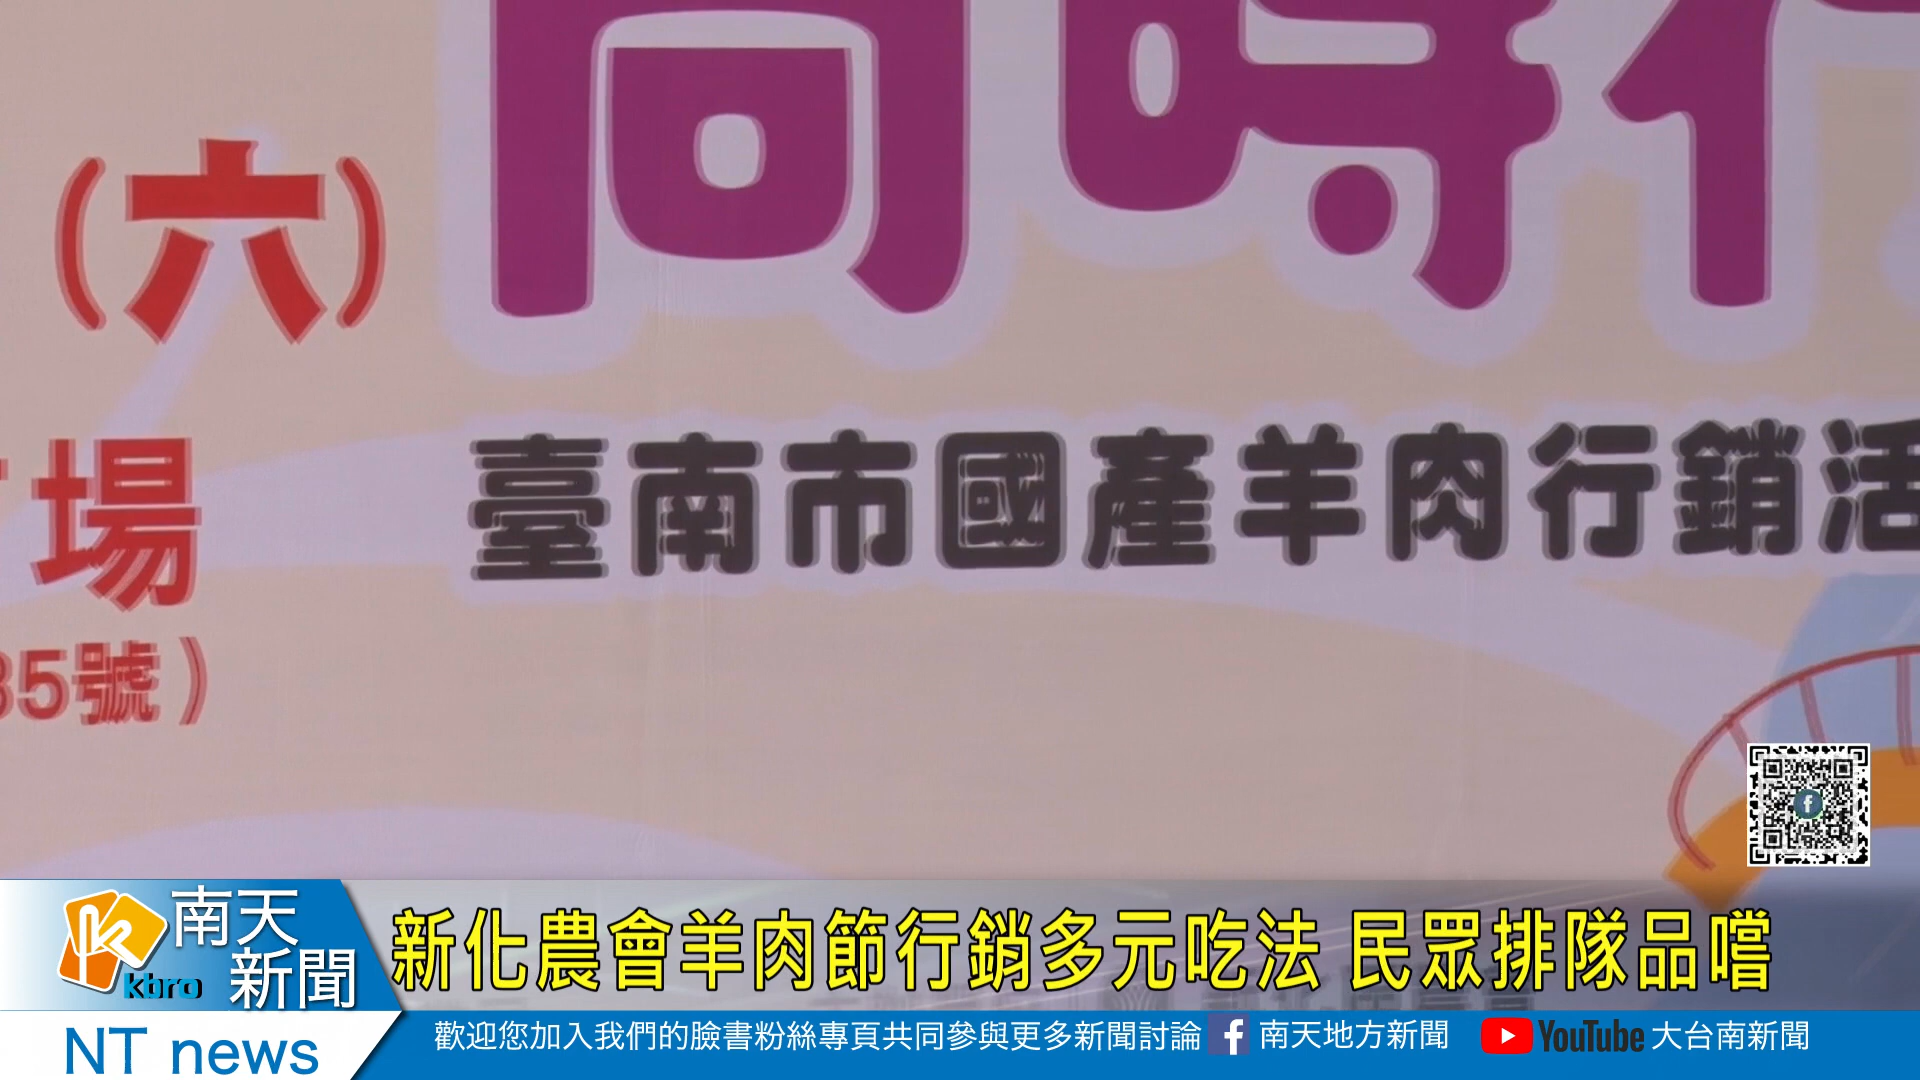 （六）
同時行
場
35號）
臺南市國產羊肉行銷活
南天新聞
kbro
NT news
新化農會羊肉節行銷多元吃法 民眾排隊品嚐
歡迎您加入我們的臉書粉絲專頁共同參與更多新聞討論 南天地方新聞 YouTube 大台南新聞